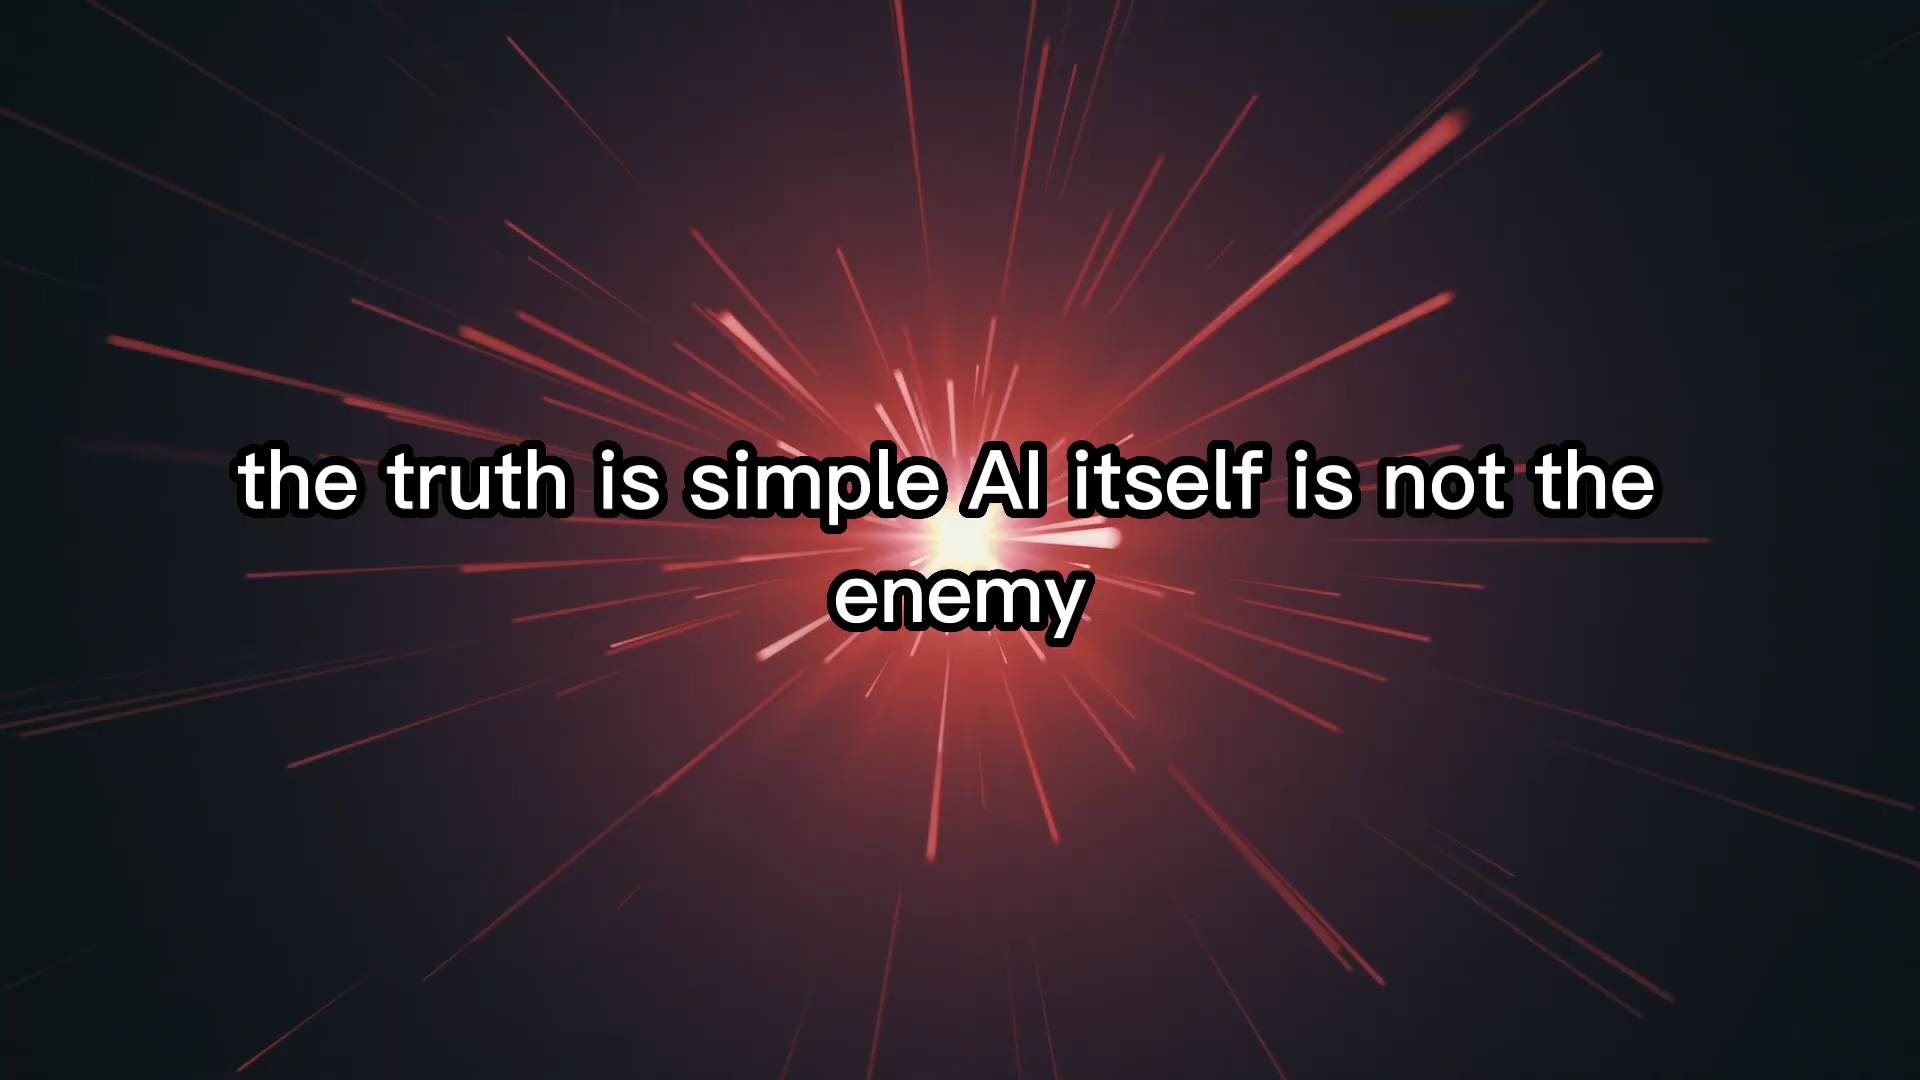 the truth is simple AI itself is not the
enemy